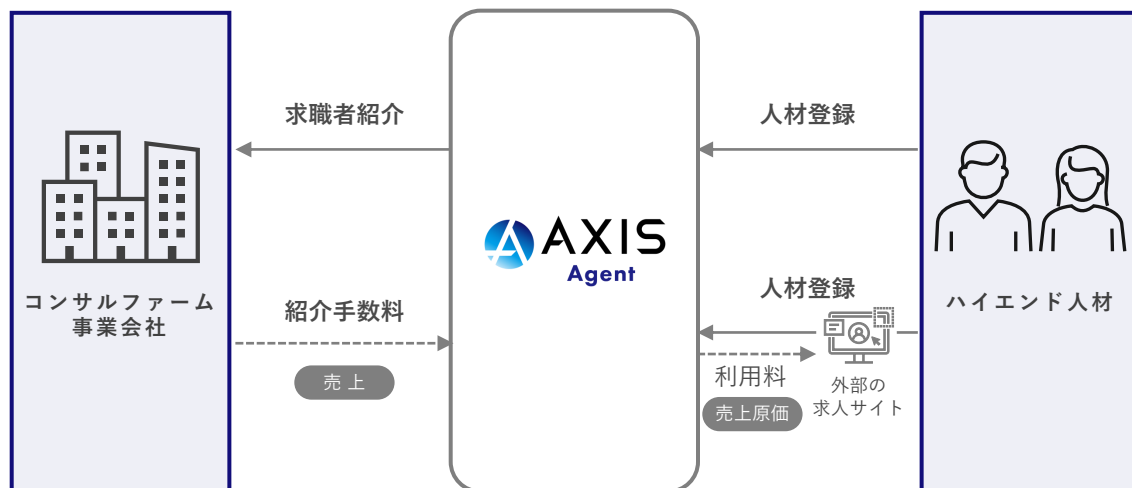 求職者紹介
人材登録
AXIS
Agent
コンサルファーム
事業会社
紹介手数料
売上
人材登録
ハイエンド人材
利用料
売上原価
外部の
求人サイト